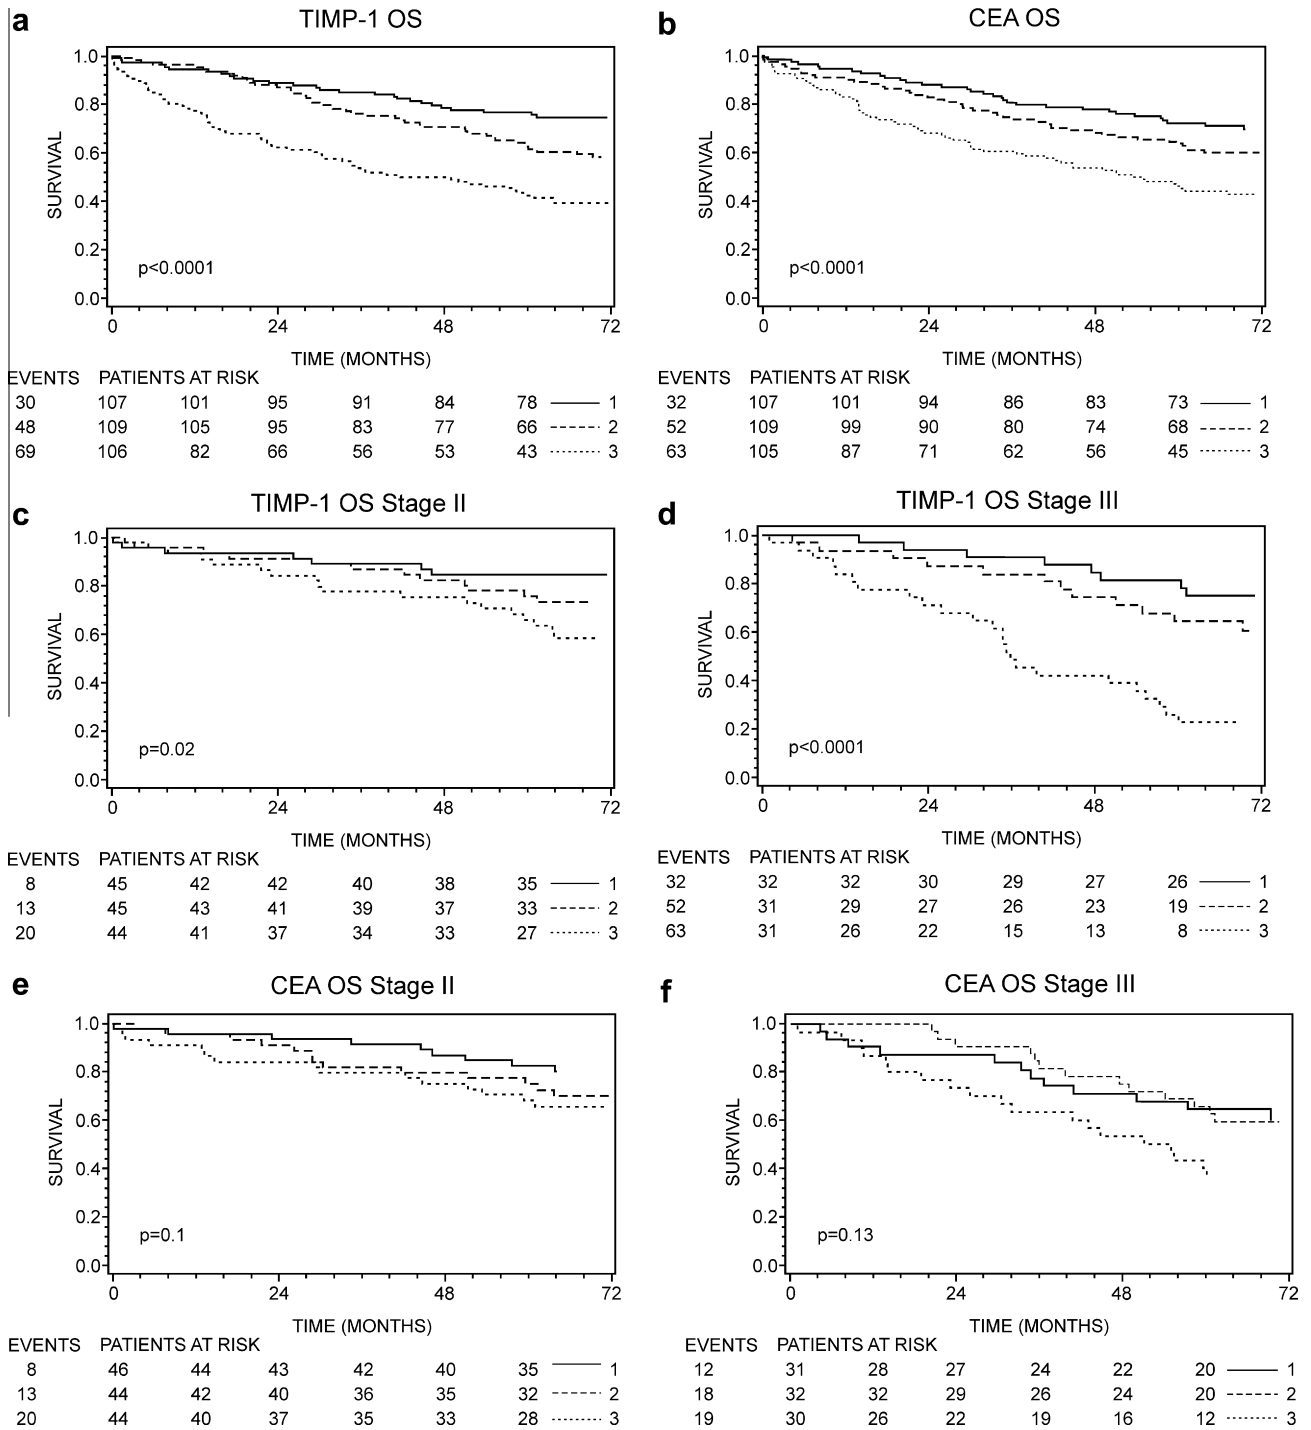 a
TIMP-1 OS
1.0
0.8
0.6
0.4
0.2
0.0
SURVIVAL
p<0.0001
0 24 48 72
TIME (MONTHS)
EVENTS PATIENTS AT RISK
30 107 101 95 91 84 78 1
48 109 105 95 83 77 66 2
69 106 82 66 56 53 43 3
b
CEA OS
1.0
0.8
0.6
0.4
0.2
0.0
SURVIVAL
p<0.0001
0 24 48 72
TIME (MONTHS)
EVENTS PATIENTS AT RISK
32 107 101 94 86 83 73 1
52 109 99 90 80 74 68 2
63 105 87 71 62 56 45 3
c
TIMP-1 OS Stage II
1.0
0.8
0.6
0.4
0.2
0.0
SURVIVAL
p=0.02
0 24 48 72
TIME (MONTHS)
EVENTS PATIENTS AT RISK
8 45 42 42 40 38 35 1
13 45 43 41 39 37 33 2
20 44 41 37 34 33 27 3
d
TIMP-1 OS Stage III
1.0
0.8
0.6
0.4
0.2
0.0
SURVIVAL
p<0.0001
0 24 48 72
TIME (MONTHS)
EVENTS PATIENTS AT RISK
32 32 32 30 29 27 26 1
52 31 29 27 26 23 19 2
63 31 26 22 15 13 8 3
e
CEA OS Stage II
1.0
0.8
0.6
0.4
0.2
0.0
SURVIVAL
p=0.1
0 24 48 72
TIME (MONTHS)
EVENTS PATIENTS AT RISK
8 46 44 43 42 40 35 1
13 44 42 40 36 35 32 2
20 44 40 37 35 33 28 3
f
CEA OS Stage III
1.0
0.8
0.6
0.4
0.2
0.0
SURVIVAL
p=0.13
0 24 48 72
TIME (MONTHS)
EVENTS PATIENTS AT RISK
12 31 28 27 24 22 20 1
18 32 32 29 26 24 20 2
19 30 26 22 19 16 12 3